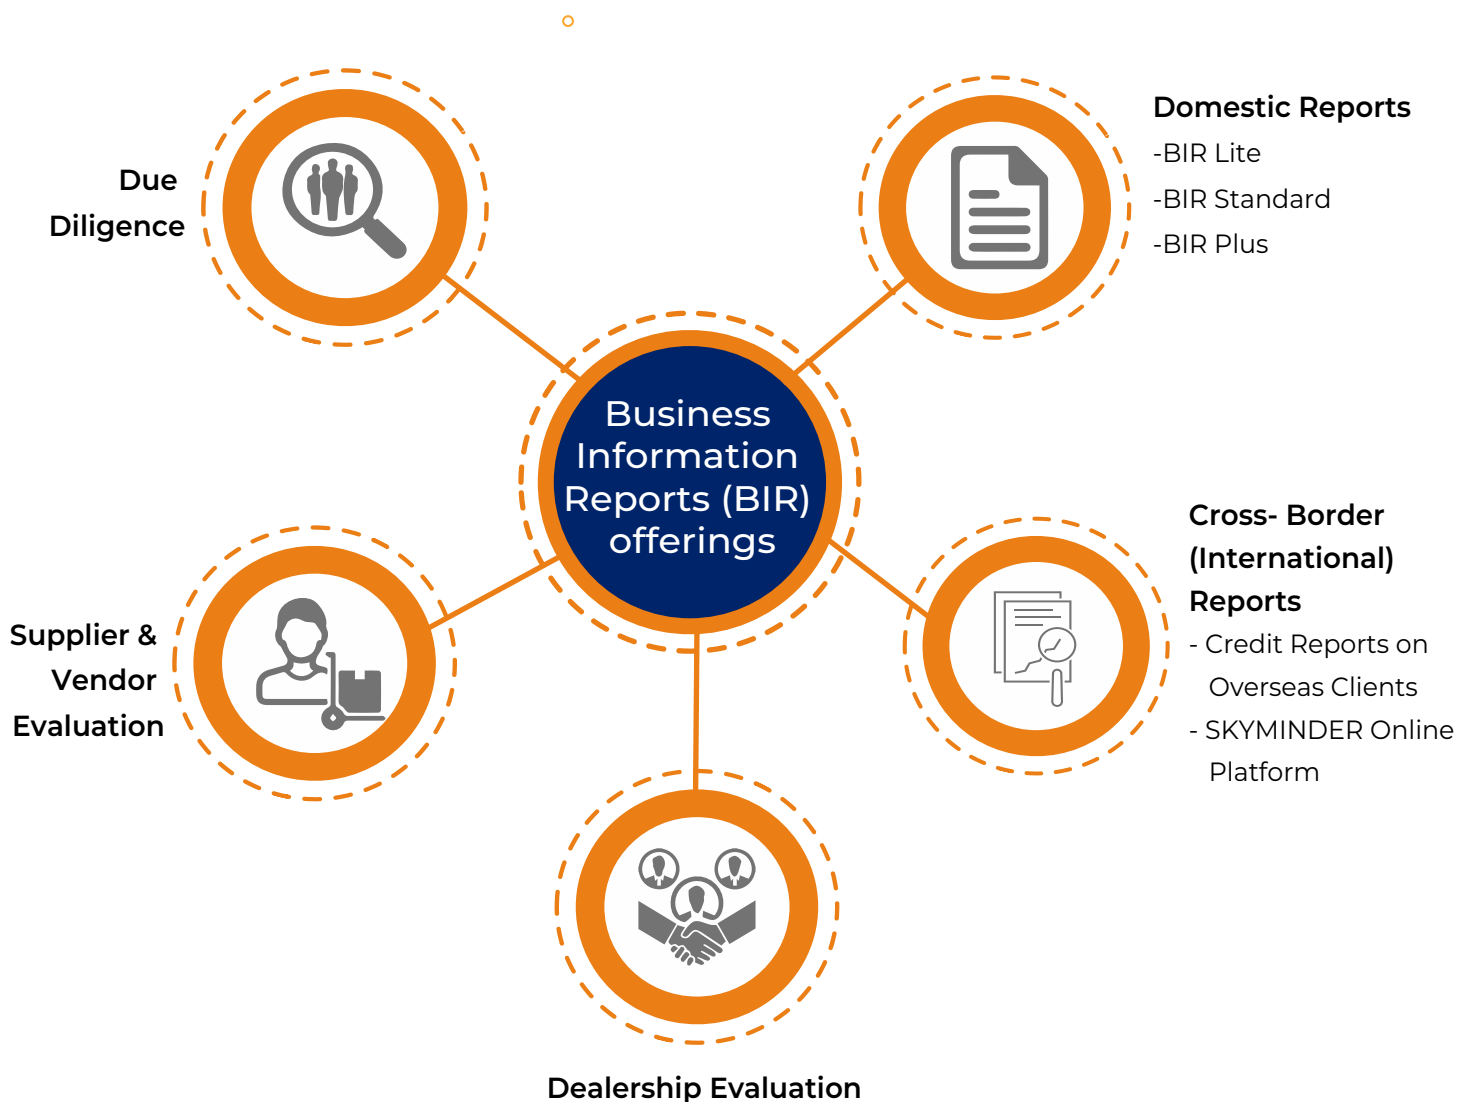 Due
Diligence
Domestic Reports
-BIR Lite
-BIR Standard
-BIR Plus
Business
Information
Reports (BIR)
offerings
Supplier &
Vendor
Evaluation
Cross- Border
(International)
Reports
- Credit Reports on
Overseas Clients
- SKYMINDER Online
Platform
Dealership Evaluation